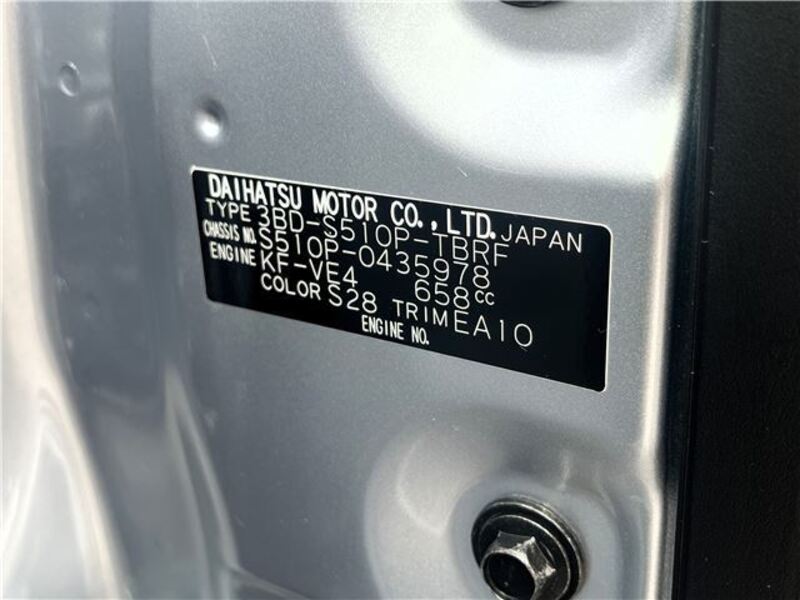 DAIHATSU MOTOR CO., LTD. JAPAN
TYPE 3BD-S510P-TBRF
CHASSIS NO. S510P-0435978
ENGINE KF-VE4 658cc
COLOR S28 TRIM EA10
ENGINE NO.